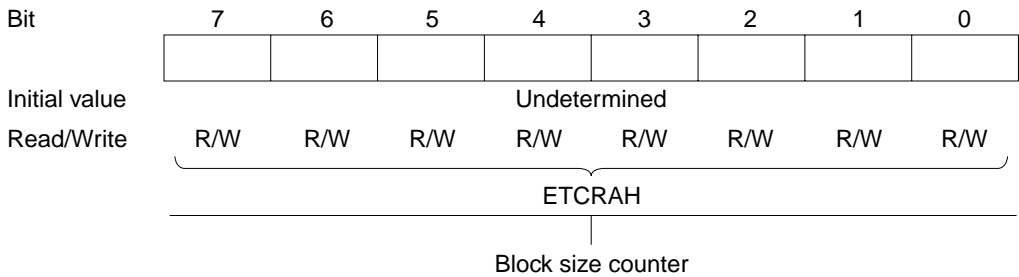 Bit 7 6 5 4 3 2 1 0
Initial value Undetermined
Read/Write R/W R/W R/W R/W R/W R/W R/W R/W
ETCRAH
Block size counter